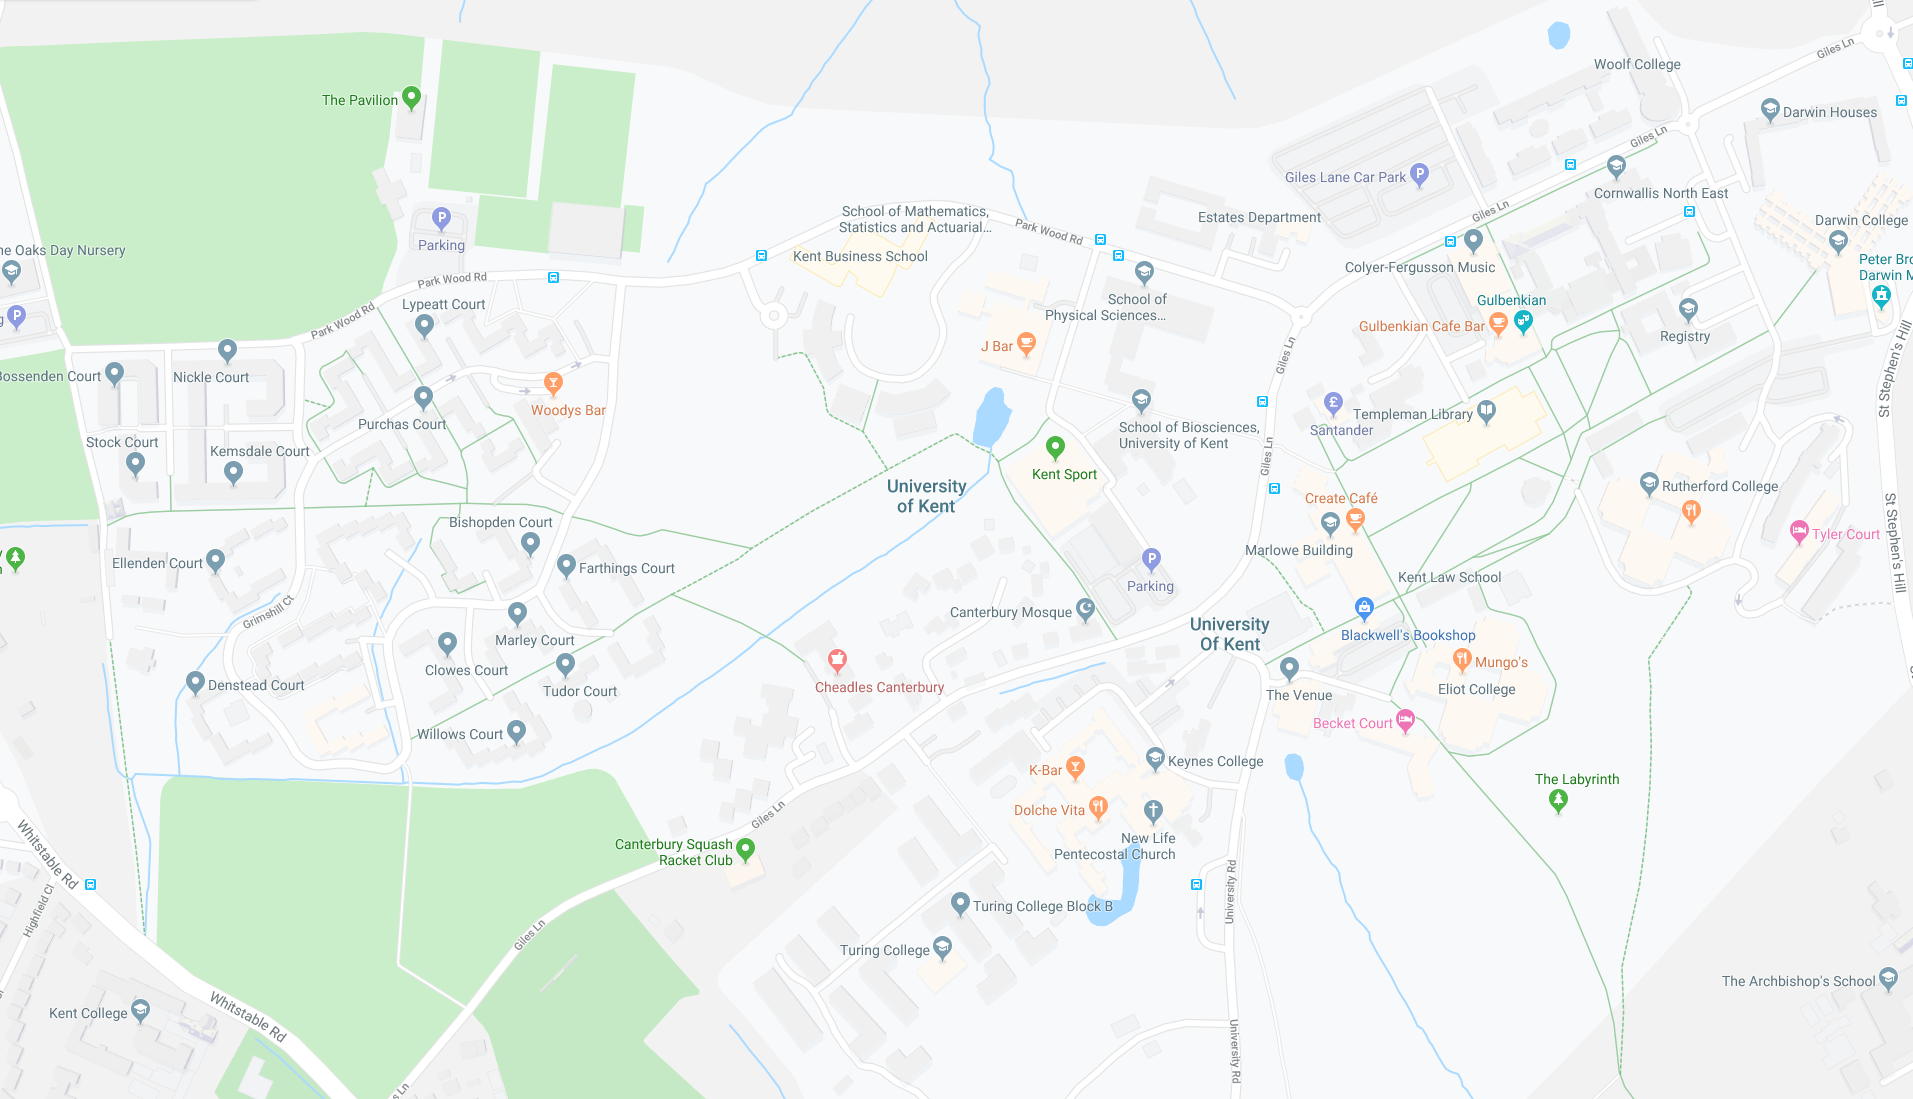 Woolf College
Giles Ln
The Pavilion
Darwin Houses
Giles Ln
Giles Lane Car Park
Cornwallis North East
Giles Ln
School of Mathematics,
Statistics and Actuarial...
Estates Department
Darwin College
Park Wood Rd
Parking
Oaks Day Nursery
Kent Business School
Colyer-Fergusson Music
Peter
Darwin
Park Wood Rd
School of
Physical Sciences...
Gulbenkian
Lypeatt Court
Park Wood Rd
Gulbenkian Cafe Bar
Registry
J Bar
Giles Ln
St Stephen's Hill
Bossenden Court
Nickle Court
Woodys Bar
Purchas Court
Templeman Library
Santander
School of Biosciences,
University of Kent
Stock Court
Kemsdale Court
Giles Ln
Kent Sport
University
of Kent
Rutherford College
Create Café
Bishopden Court
Tyler Court
St Stephen's Hill
Marlowe Building
Ellenden Court
Farthings Court
Parking
Kent Law School
Grimshill Ct
Canterbury Mosque
University
Of Kent
Marley Court
Blackwell's Bookshop
Clowes Court
Mungo's
Denstead Court
Tudor Court
Cheadles Canterbury
Eliot College
The Venue
Becket Court
Willows Court
Keynes College
K-Bar
The Labyrinth
Dolche Vita
Giles Ln
New Life
Pentecostal Church
Canterbury Squash
Racket Club
Whitstable Rd
Highfield Cl
University Rd
Turing College Block B
Giles Ln
Turing College
The Archbishop's School
Kent College
Whitstable Rd
University Rd
Ln